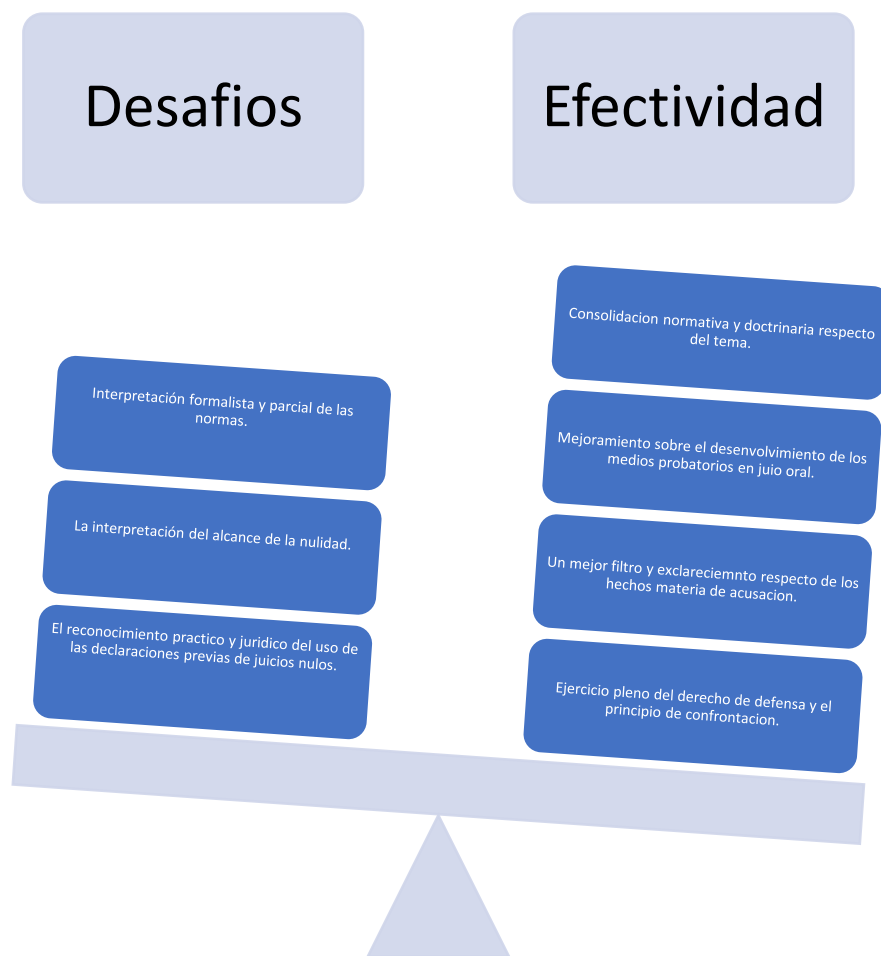 Desafios
Efectividad
Interpretación formalista y parcial de las
normas.
La interpretación del alcance de la nulidad.
El reconocimiento practico y juridico del uso de
las declaraciones previas de juicios nulos.
Consolidacion normativa y doctrinaria respecto
del tema.
Mejoramiento sobre el desenvolvimiento de los
medios probatorios en juio oral.
Un mejor filtro y exclareciemnto respecto de los
hechos materia de acusacion.
Ejercicio pleno del derecho de defensa y el
principio de confrontacion.